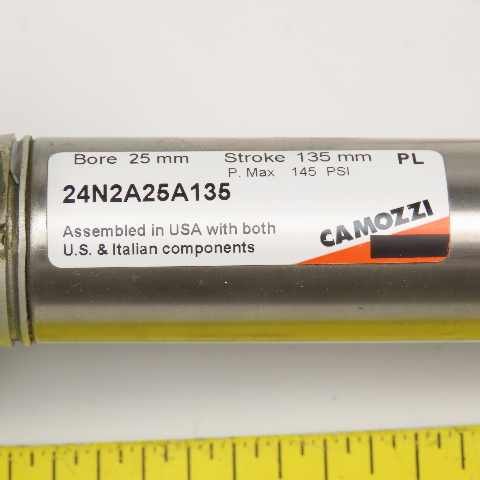 Bore 25 mm Stroke 135 mm PL
P. Max 145 PSI
24N2A25A135
Assembled in USA with both
U.S. & Italian components
CAMOZZI